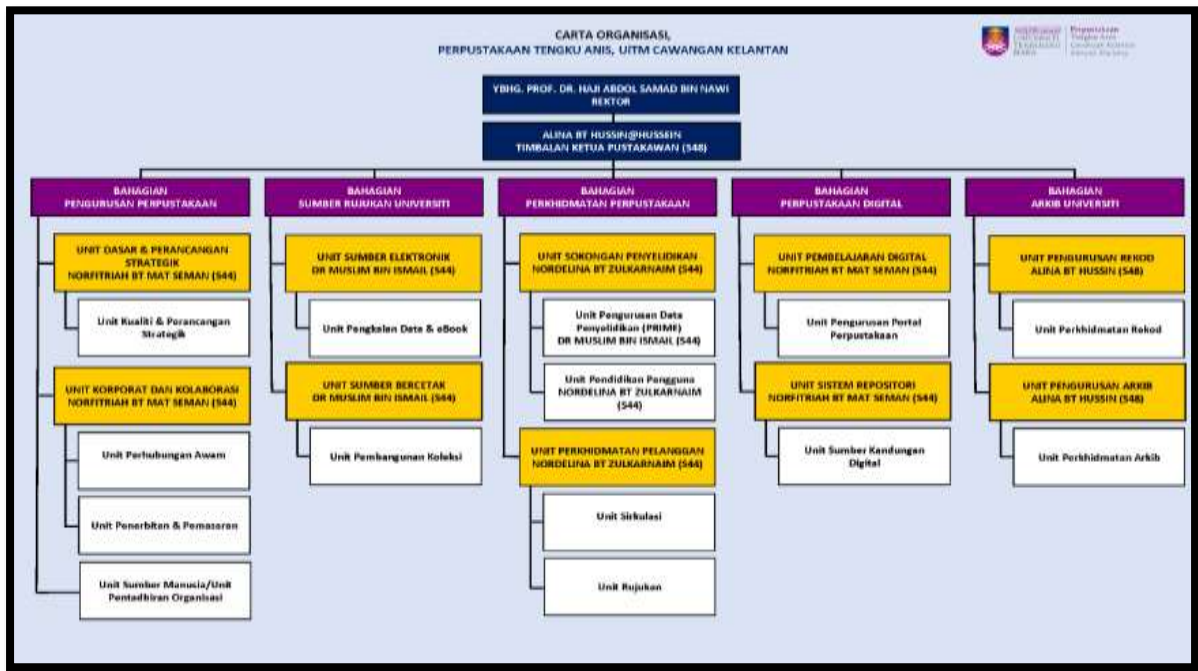 CARTA ORGANISASI,
PERPUSTAKAAN TENGKU ANIS, UITM CAWANGAN KELANTAN
UNIVERSITI
TEKNOLOGI
MARA
Perpustakaan
Tengku Anis
Cawangan Kelantan
YBHG. PROF. DR. HAJI ABDOL SAMAD BIN NAWI
REKTOR
ALINA BT HUSSIN@HUSSEIN
TIMBALAN KETUA PUSTAKAWAN (S48)
BAHAGIAN
PENGURUSAN PERPUSTAKAAN
UNIT DASAR & PERANCANGAN
STRATEGIK
NORFITRIAH BT MAT SEMAN (S44)
Unit Kualiti & Perancangan
Strategik
UNIT KORPORAT DAN KOLABORASI
NORFITRIAH BT MAT SEMAN (S44)
Unit Perhubungan Awam
Unit Penerbitan & Pemasaran
Unit Sumber Manusia/Unit
Pentadbiran Organisasi
BAHAGIAN
SUMBER RUJUKAN UNIVERSITI
UNIT SUMBER ELEKTRONIK
DR MUSLIM BIN ISMAIL (S44)
Unit Pengkalan Data & eBook
UNIT SUMBER BERCETAK
DR MUSLIM BIN ISMAIL (S44)
Unit Pembangunan Koleksi
BAHAGIAN
PERKHIDMATAN PERPUSTAKAAN
UNIT SOKONGAN PENYELIDIKAN
NORDELINA BT ZULKARNAIM (S44)
Unit Pengurusan Data
Penyelidikan (PRIME)
DR MUSLIM BIN ISMAIL (S44)
Unit Pendidikan Pengguna
NORDELINA BT ZULKARNAIM
(S44)
UNIT PERKHIDMATAN PELANGGAN
NORDELINA BT ZULKARNAIM (S44)
Unit Sirkulasi
Unit Rujukan
BAHAGIAN
PERPUSTAKAAN DIGITAL
UNIT PEMBELAJARAN DIGITAL
NORFITRIAH BT MAT SEMAN (S44)
Unit Pengurusan Portal
Perpustakaan
UNIT SISTEM REPOSITORI
NORFITRIAH BT MAT SEMAN (S44)
Unit Sumber Kandungan
Digital
BAHAGIAN
ARKIB UNIVERSITI
UNIT PENGURUSAN REKOD
ALINA BT HUSSIN (S48)
Unit Perkhidmatan Rekod
UNIT PENGURUSAN ARKIB
ALINA BT HUSSIN (S48)
Unit Perkhidmatan Arkib